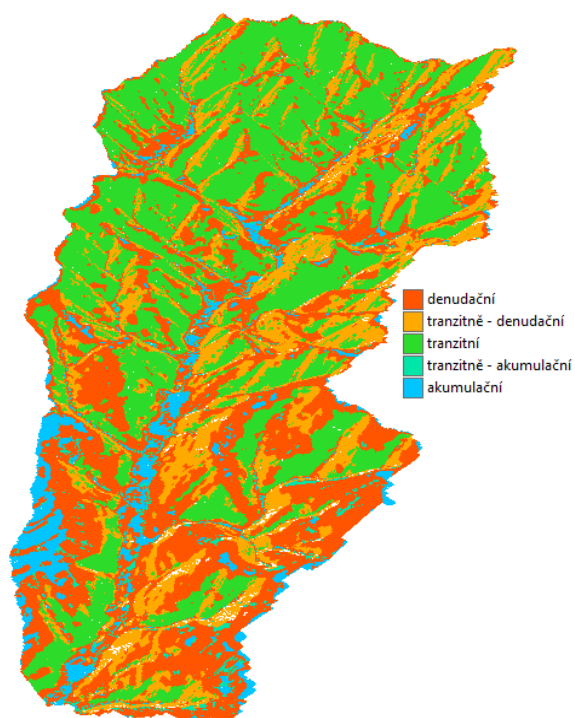 denudační
tranzitně - denudační
tranzitní
tranzitně - akumulační
akumulační